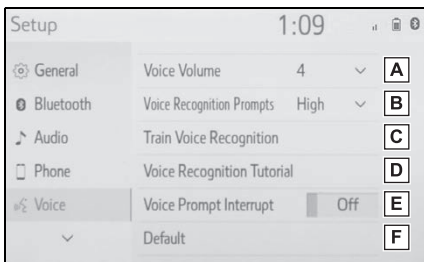 Setup 1:09
General Voice Volume 4 A
Bluetooth Voice Recognition Prompts High B
Audio Train Voice Recognition C
Phone Voice Recognition Tutorial D
Voice Voice Prompt Interrupt Off E
Default F